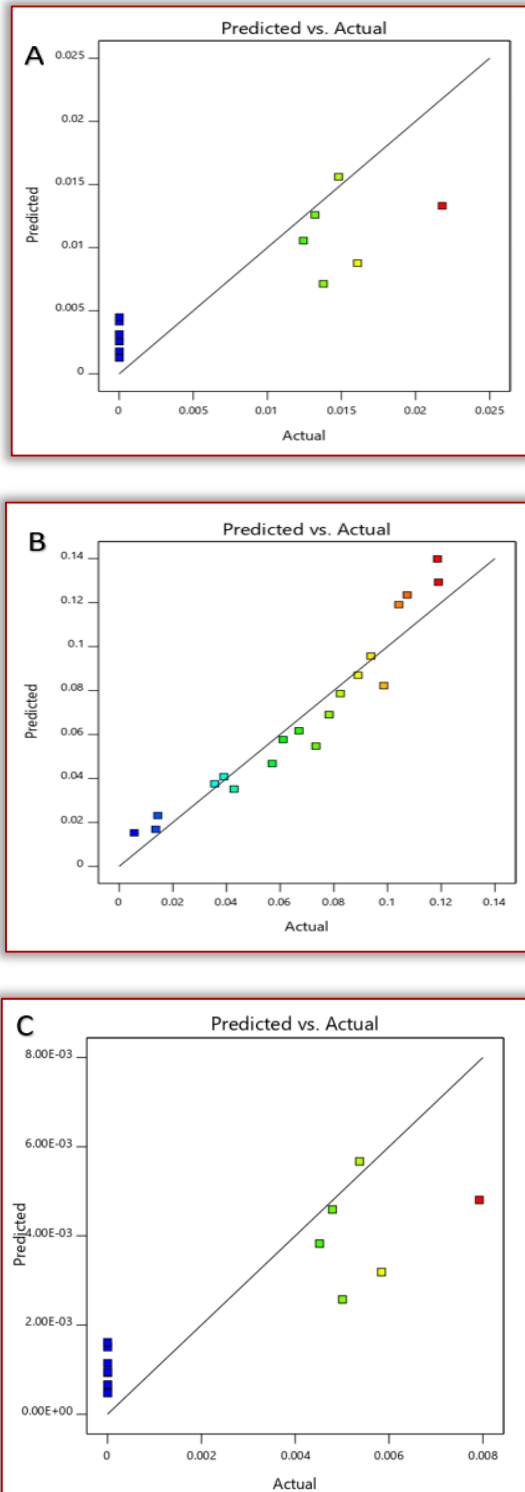 Predicted vs. Actual
A
0.025
0.02
0.015
0.01
0.005
0
Predicted
0 0.005 0.01 0.015 0.02 0.025
Actual
Predicted vs. Actual
B
0.14
0.12
0.1
0.08
0.06
0.04
0.02
0
Predicted
0 0.02 0.04 0.06 0.08 0.1 0.12 0.14
Actual
C
Predicted vs. Actual
8.00E-03
6.00E-03
4.00E-03
2.00E-03
0.00E+00
Predicted
0 0.002 0.004 0.006 0.008
Actual